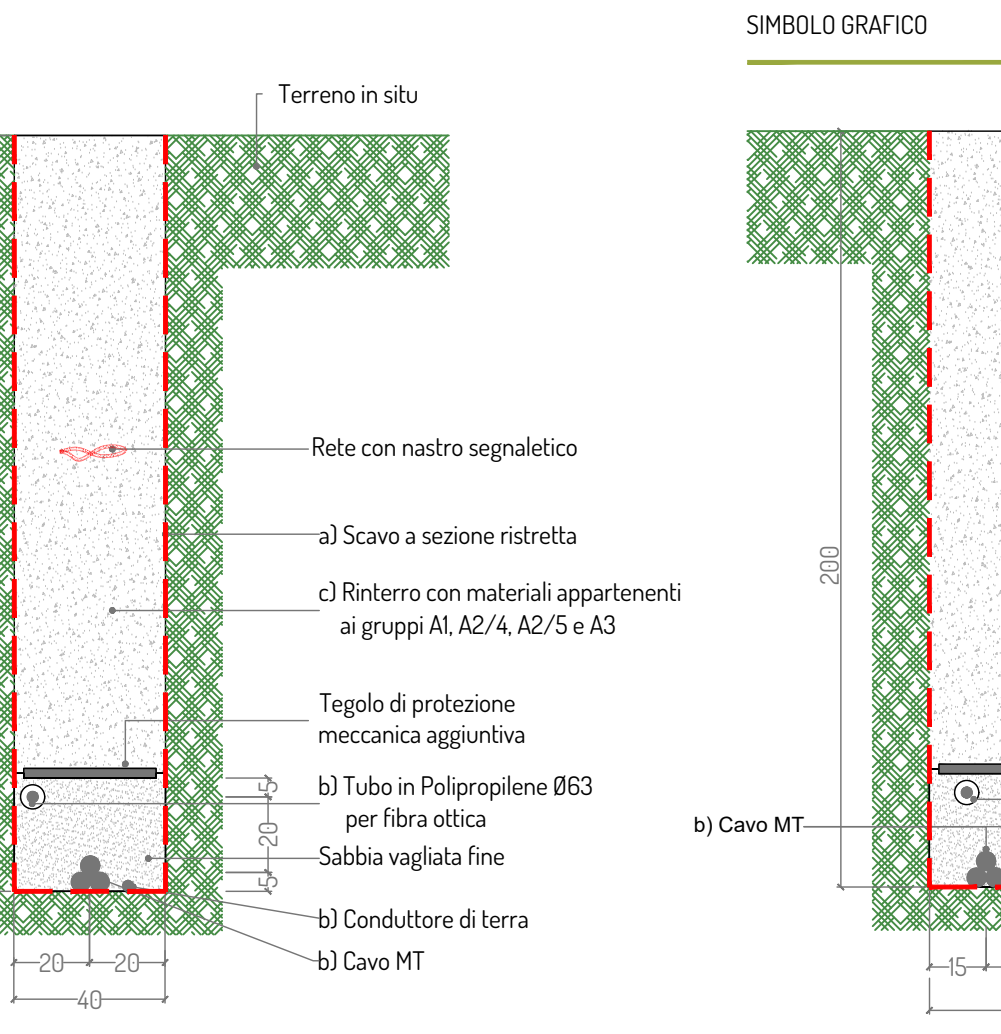 SIMBOLO GRAFICO
Terreno in situ
Rete con nastro segnaletico
a) Scavo a sezione ristretta
c) Rinterro con materiali appartenenti
ai gruppi A1, A2/4, A2/5 e A3
Tegolo di protezione
meccanica aggiuntiva
b) Tubo in Polipropilene Ø63
per fibra ottica
Sabbia vagliata fine
b) Conduttore di terra
b) Cavo MT
5
20
5
20
20
40
200
b) Cavo MT
15